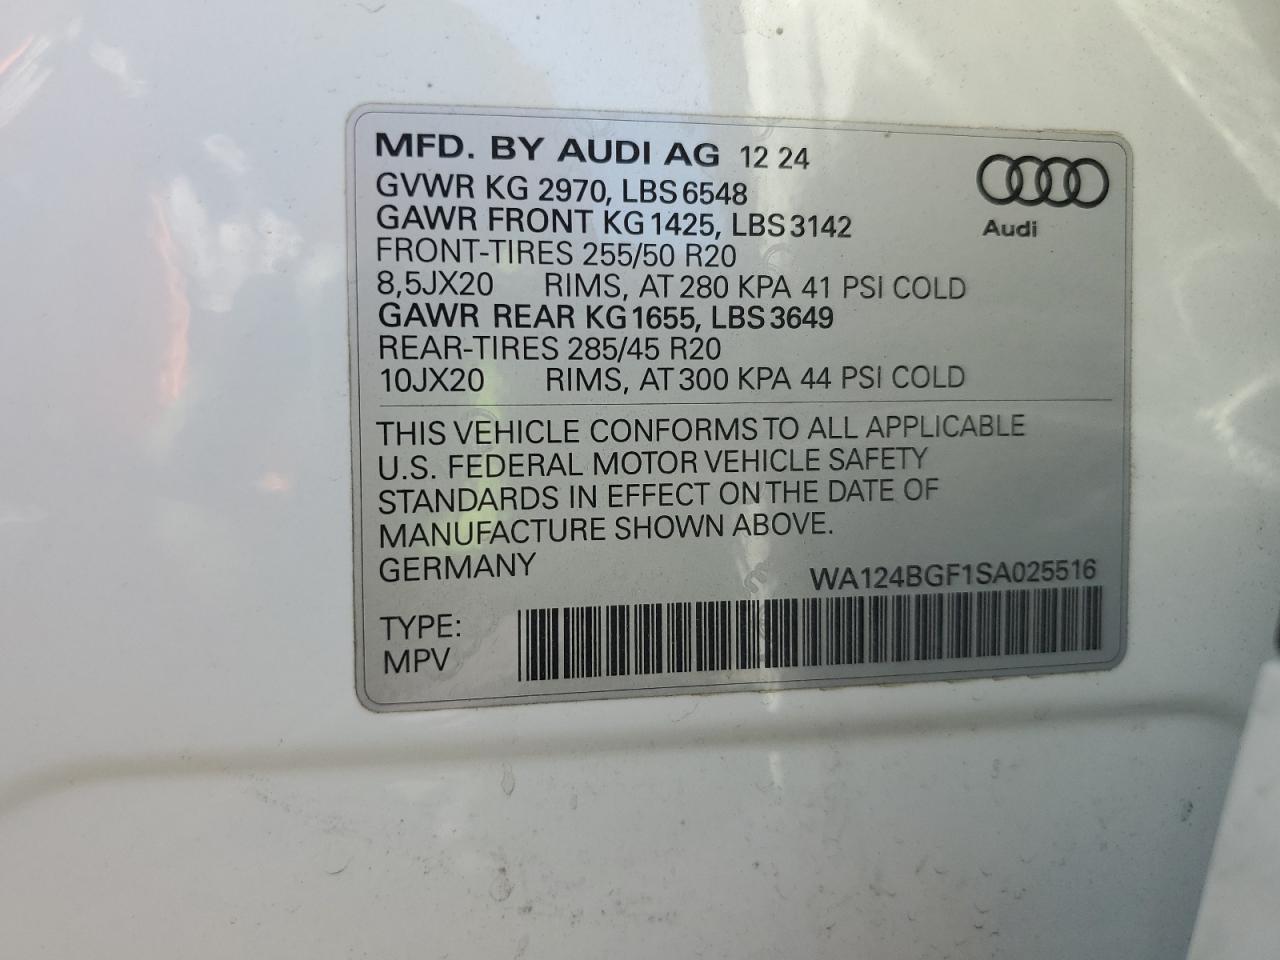 MFD. BY AUDI AG 12 24
GVWR KG 2970, LBS 6548
GAWR FRONT KG 1425, LBS 3142
Audi
FRONT-TIRES 255/50 R20
8,5JX20 RIMS, AT 280 KPA 41 PSI COLD
GAWR REAR KG 1655, LBS 3649
REAR-TIRES 285/45 R20
10JX20 RIMS, AT 300 KPA 44 PSI COLD
THIS VEHICLE CONFORMS TO ALL APPLICABLE
U.S. FEDERAL MOTOR VEHICLE SAFETY
STANDARDS IN EFFECT ON THE DATE OF
MANUFACTURE SHOWN ABOVE.
GERMANY
WA124BGF1SA025516
TYPE:
MPV